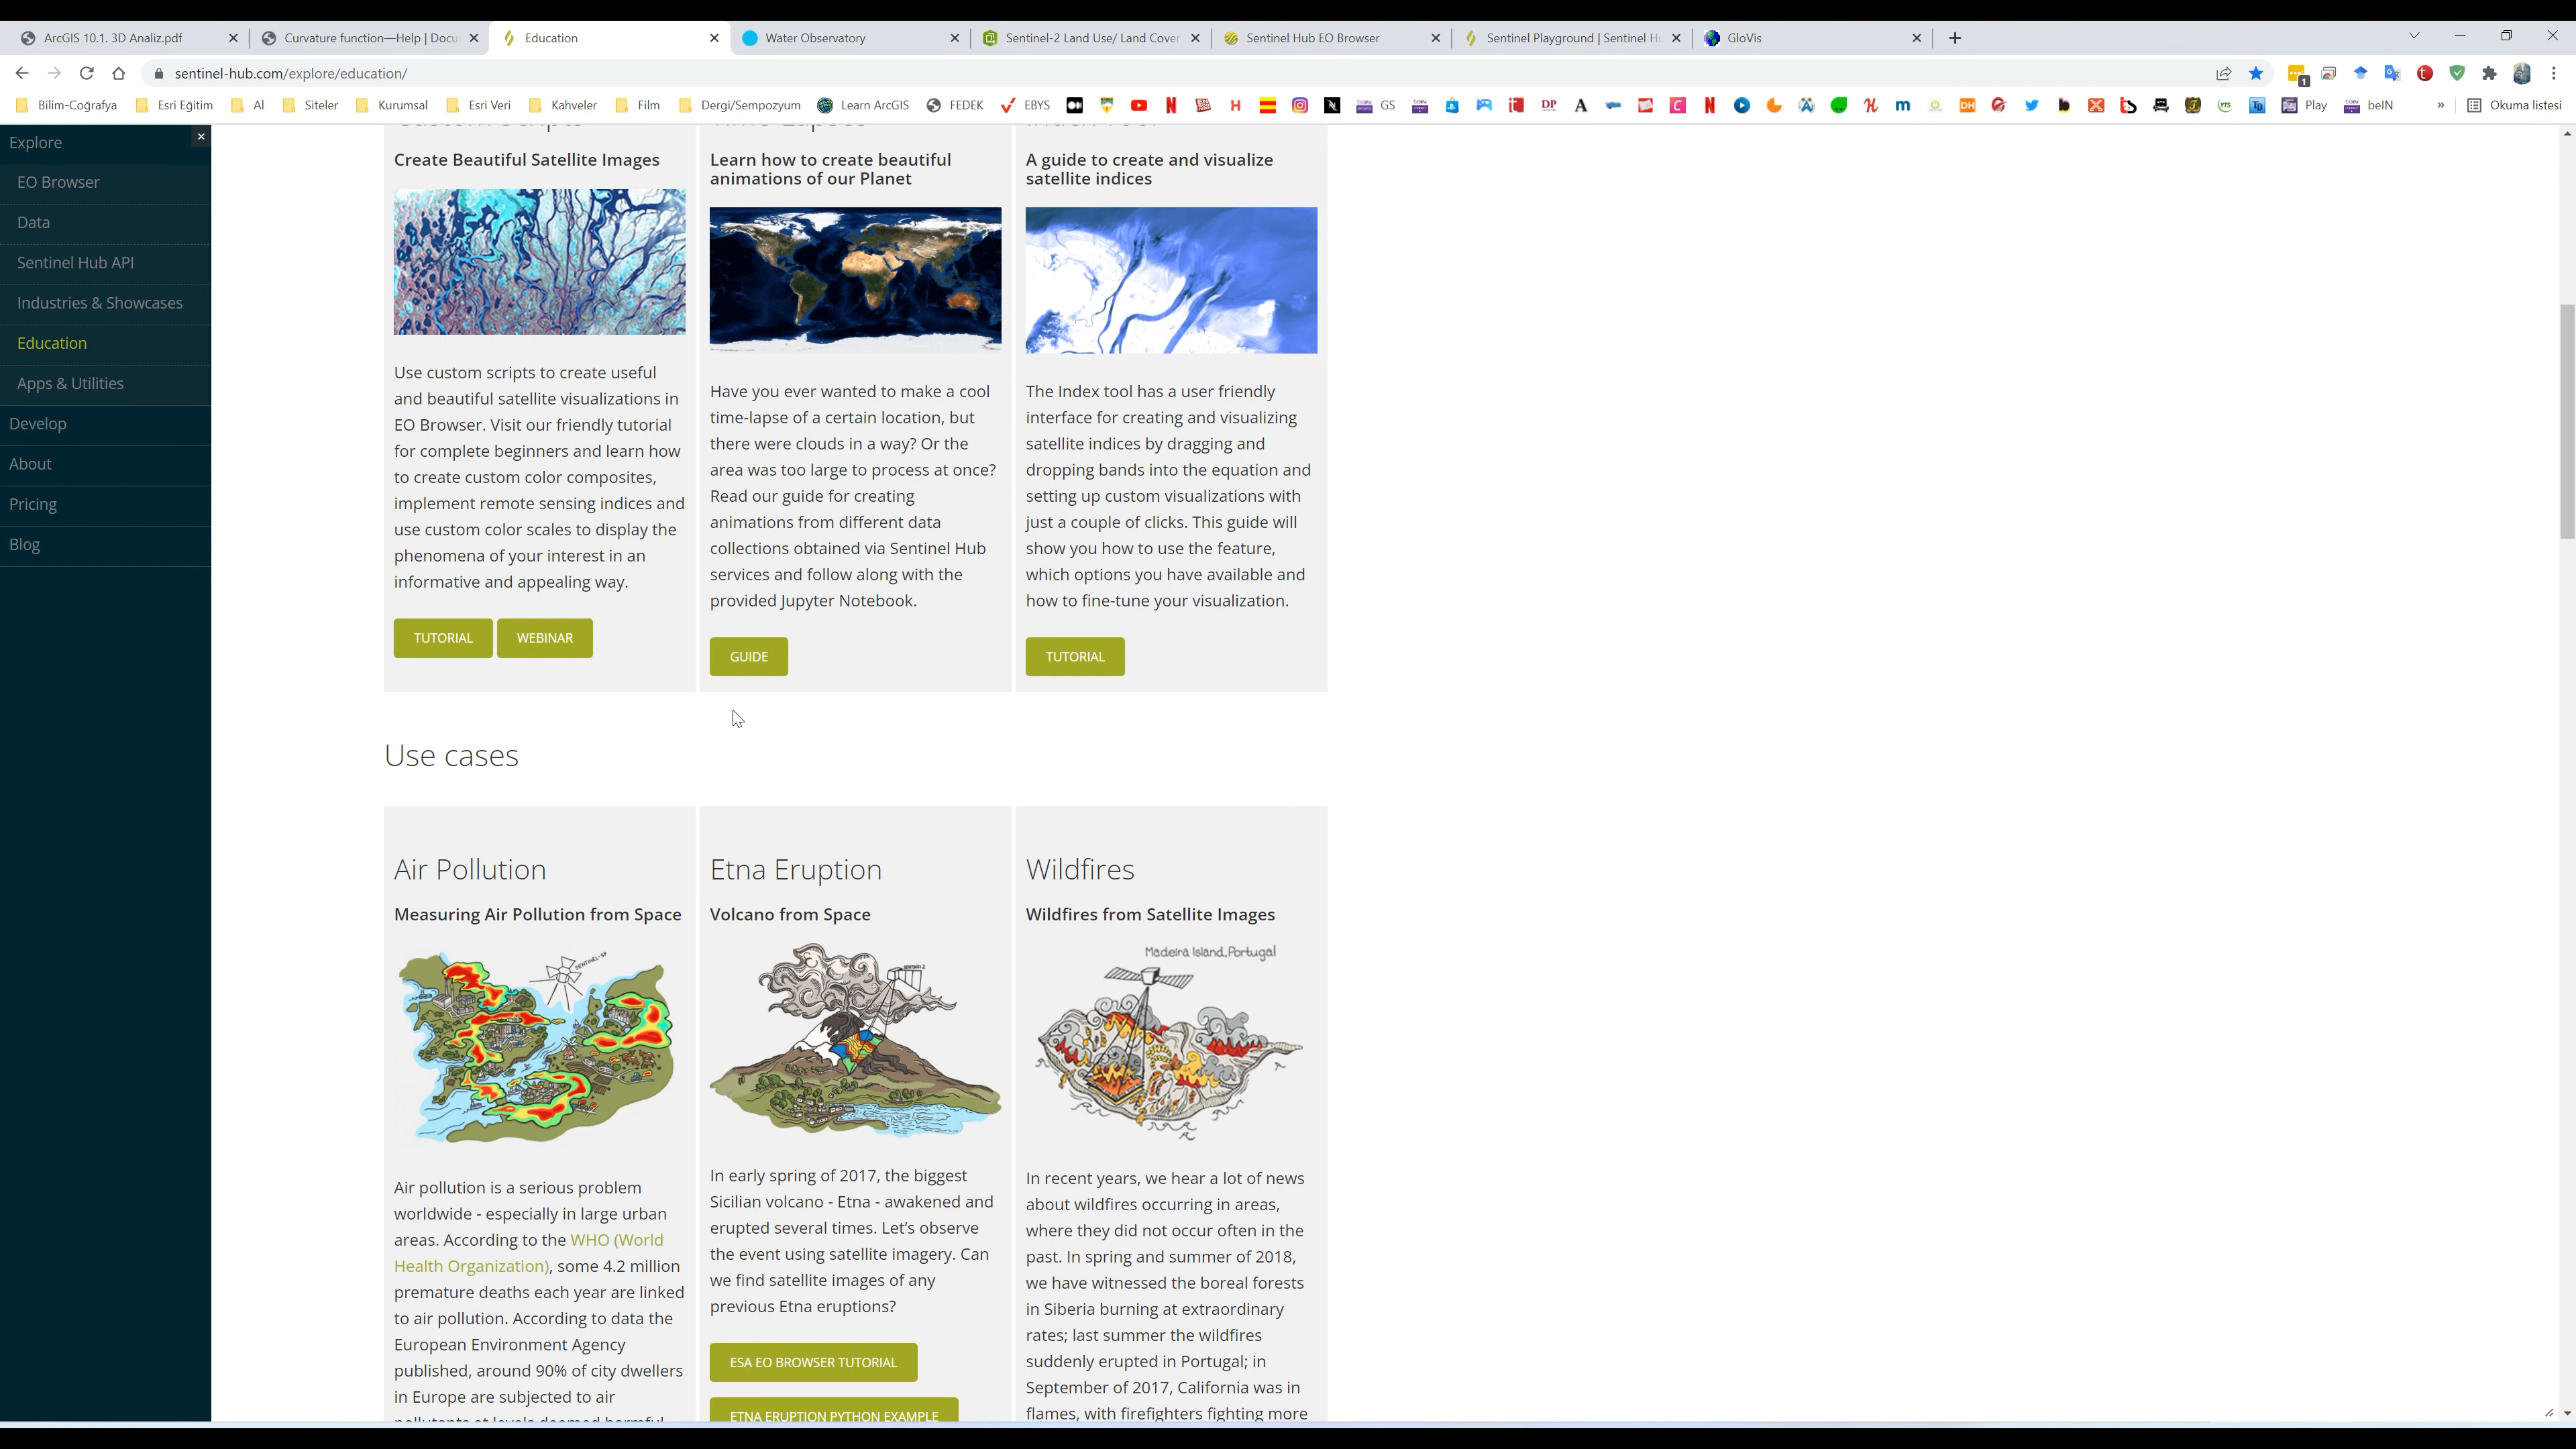 ArcGIS 10.1. 3D Analiz.pdf
Curvature function—Help | Docu
Education
Water Observatory
Sentinel-2 Land Use/ Land Cover
Sentinel Hub EO Browser
Sentinel Playground | Sentinel Hu
GloVis
sentinel-hub.com/explore/education/
Bilim-Coğrafya
Esri Eğitim
AI
Siteler
Kurumsal
Esri Veri
Kahveler
Film
Dergi/Sempozyum
Learn ArcGIS
FEDEK
EBYS
GS
Play
beIN
»
Okuma listesi
Explore
EO Browser
Data
Sentinel Hub API
Industries & Showcases
Education
Apps & Utilities
Develop
About
Pricing
Blog
Create Beautiful Satellite Images
Use custom scripts to create useful
and beautiful satellite visualizations in
EO Browser. Visit our friendly tutorial
for complete beginners and learn how
to create custom color composites,
implement remote sensing indices and
use custom color scales to display the
phenomena of your interest in an
informative and appealing way.
TUTORIAL
WEBINAR
Learn how to create beautiful
animations of our Planet
Have you ever wanted to make a cool
time-lapse of a certain location, but
there were clouds in a way? Or the
area was too large to process at once?
Read our guide for creating
animations from different data
collections obtained via Sentinel Hub
services and follow along with the
provided Jupyter Notebook.
GUIDE
A guide to create and visualize
satellite indices
The Index tool has a user friendly
interface for creating and visualizing
satellite indices by dragging and
dropping bands into the equation and
setting up custom visualizations with
just a couple of clicks. This guide will
show you how to use the feature,
which options you have available and
how to fine-tune your visualization.
TUTORIAL
Use cases
Air Pollution
Measuring Air Pollution from Space
SENTINEL-5P
Air pollution is a serious problem
worldwide - especially in large urban
areas. According to the WHO (World
Health Organization), some 4.2 million
premature deaths each year are linked
to air pollution. According to data the
European Environment Agency
published, around 90% of city dwellers
in Europe are subjected to air
Etna Eruption
Volcano from Space
SENTINEL 2
In early spring of 2017, the biggest
Sicilian volcano - Etna - awakened and
erupted several times. Let's observe
the event using satellite imagery. Can
we find satellite images of any
previous Etna eruptions?
ESA EO BROWSER TUTORIAL
ETNA ERUPTION PYTHON EXAMPLE
Wildfires
Wildfires from Satellite Images
Madeira Island, Portugal
In recent years, we hear a lot of news
about wildfires occurring in areas,
where they did not occur often in the
past. In spring and summer of 2018,
we have witnessed the boreal forests
in Siberia burning at extraordinary
rates; last summer the wildfires
suddenly erupted in Portugal; in
September of 2017, California was in
flames, with firefighters fighting more